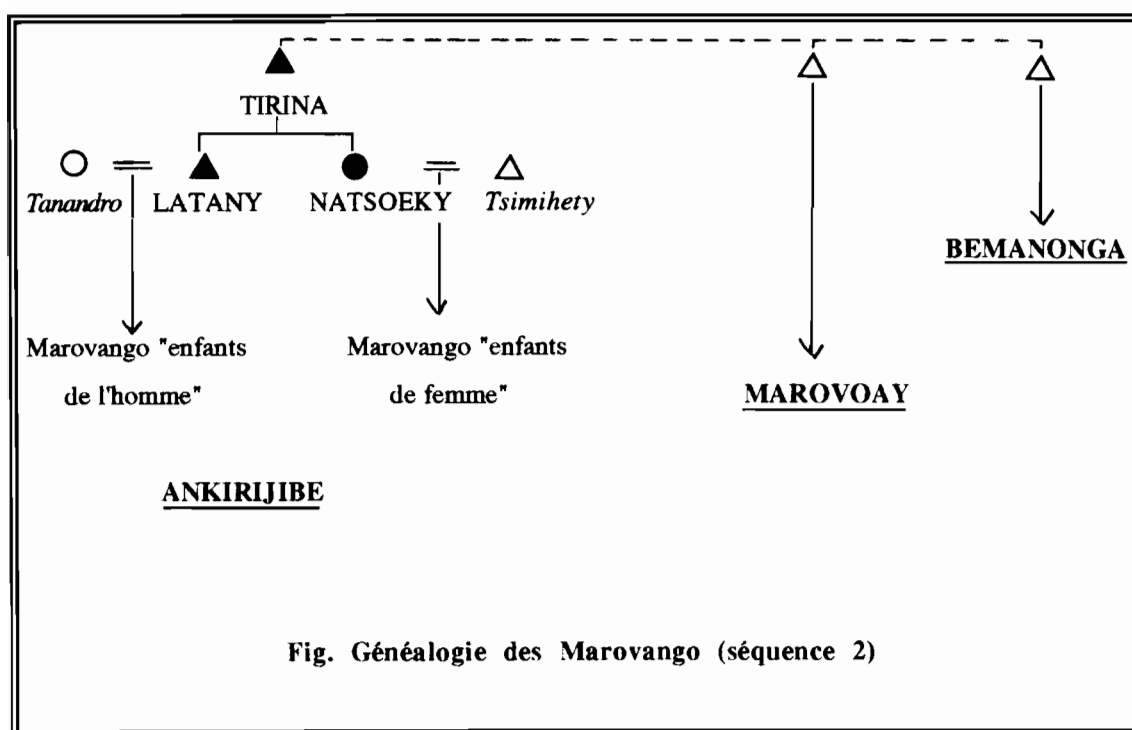 TIRINA
Tanandro LATANY NATSOEKY Tsimihety
BEMANONGA
Marovango "enfants
de l'homme"
Marovango "enfants
de femme"
MAROVOAY
ANKIRIJIBE
Fig. Généalogie des Marovango (séquence 2)